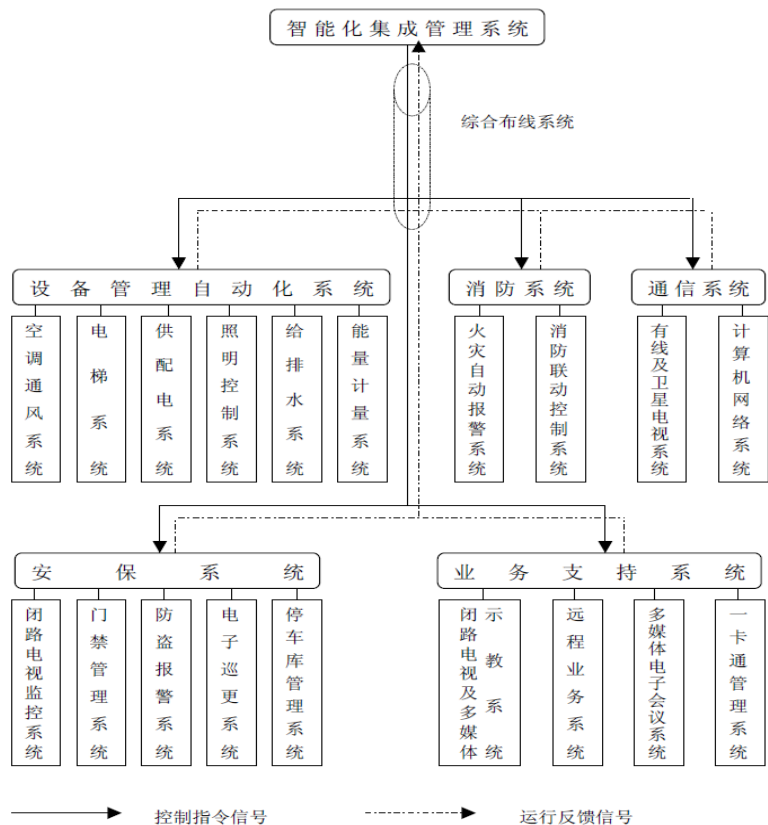 智能化集成管理系统
综合布线系统
设备管理自动化系统
消防系统
通信系统
空调通风系统
电梯系统
供配电系统
照明控制系统
给排水系统
能量计量系统
火灾自动报警系统
消防联动控制系统
有线及卫星电视系统
计算机网络系统
安保系统
业务支持系统
闭路电视监控系统
门禁管理系统
防盗报警系统
电子巡更系统
停车库管理系统
闭路电视及多媒体
示教系统
远程业务系统
多媒体电子会议系统
一卡通管理系统
控制指令信号
运行反馈信号